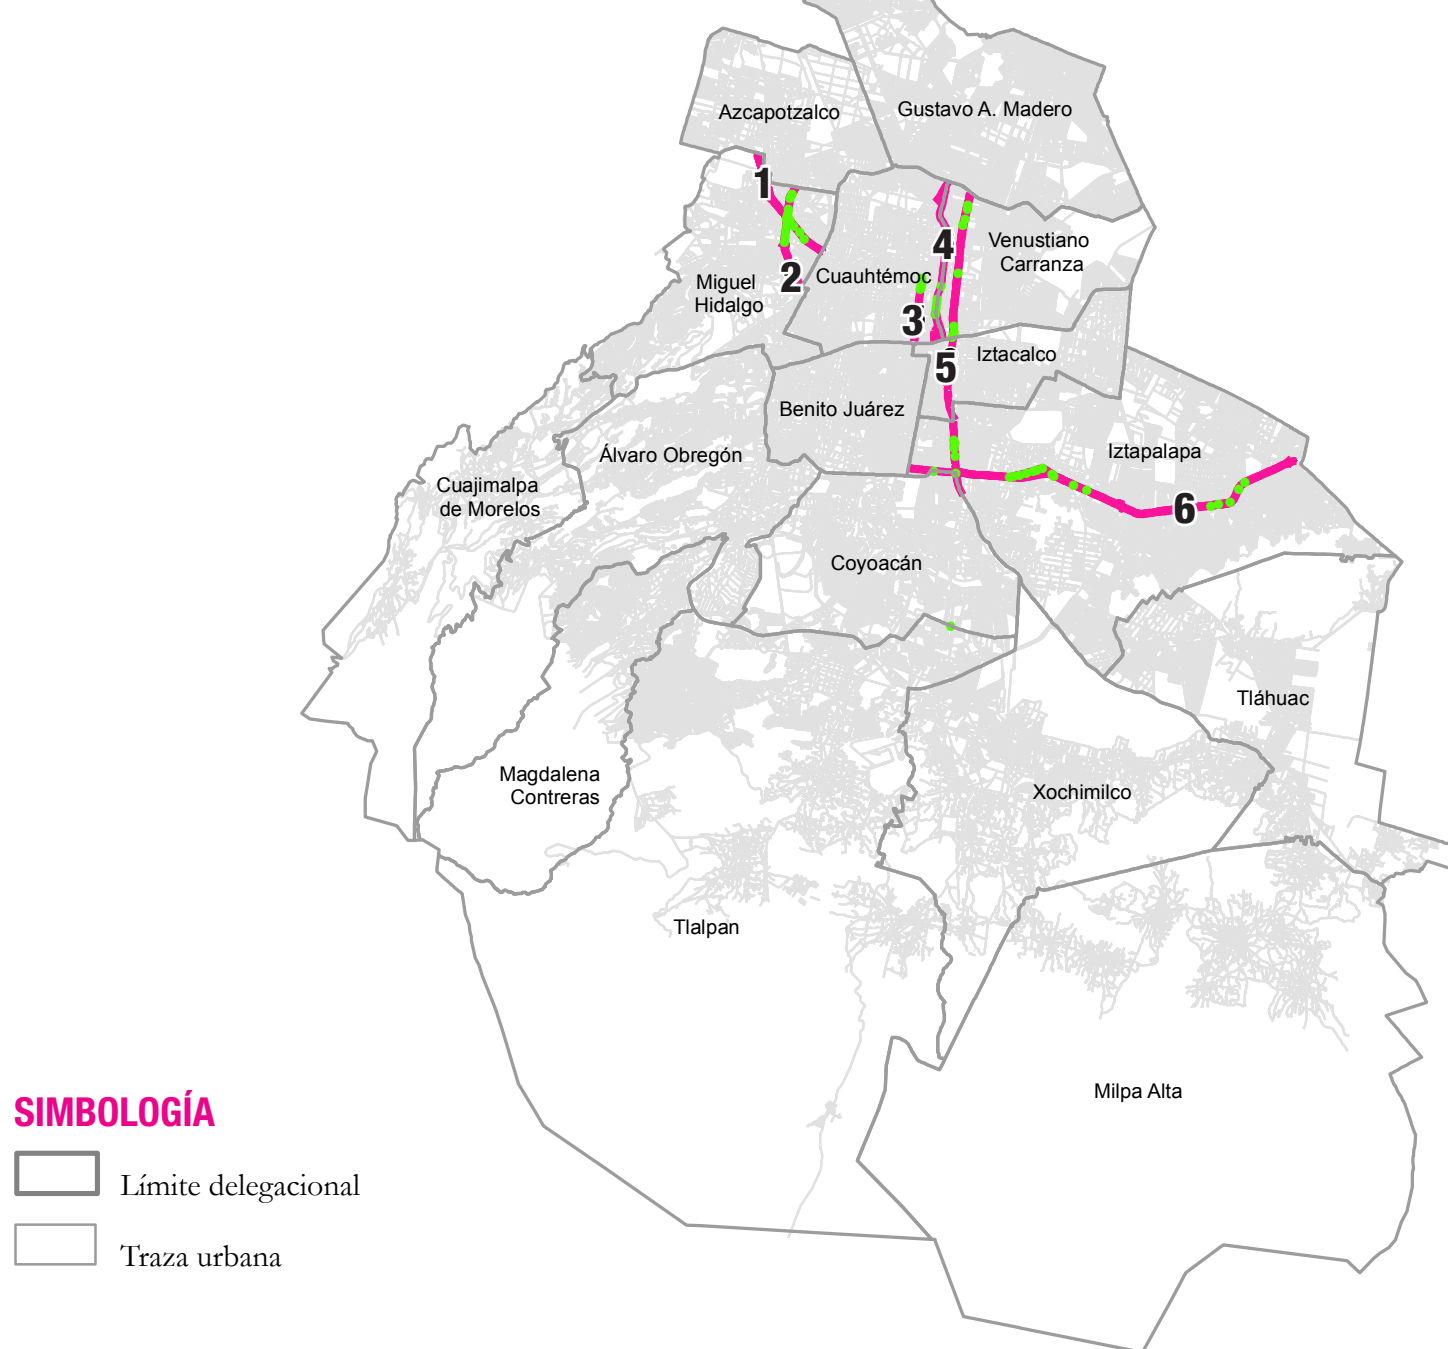 Gustavo A. Madero
Azcapotzalco
1
4
Venustiano
Carranza
2
Cuauhtémoc
Miguel
Hidalgo
3
5
Iztacalco
Benito Juárez
Álvaro Obregón
Iztapalapa
Cuajimalpa
de Morelos
6
Coyoacán
Tláhuac
Magdalena
Contreras
Xochimilco
Tlalpan
Milpa Alta
SIMBOLOGÍA
Límite delegacional
Traza urbana